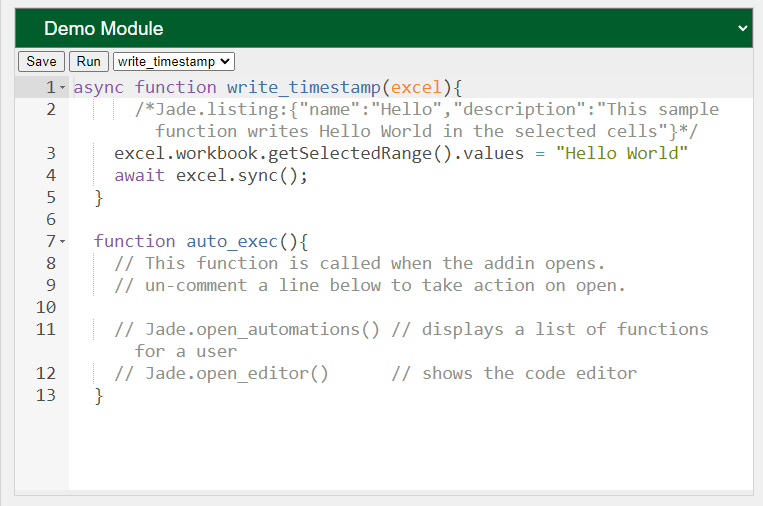 Demo Module
Save Run write_timestamp
1 async function write_timestamp(excel){
2 /*Jade.listing:{"name":"Hello","description":"This sample
function writes Hello World in the selected cells"}*/
3 excel.workbook.getSelectedRange().values = "Hello World"
4 await excel.sync();
5 }
6
7 function auto_exec(){
8 // This function is called when the addin opens.
9 // un-comment a line below to take action on open.
10
11 // Jade.open_automations() // displays a list of functions
for a user
12 // Jade.open_editor() // shows the code editor
13 }